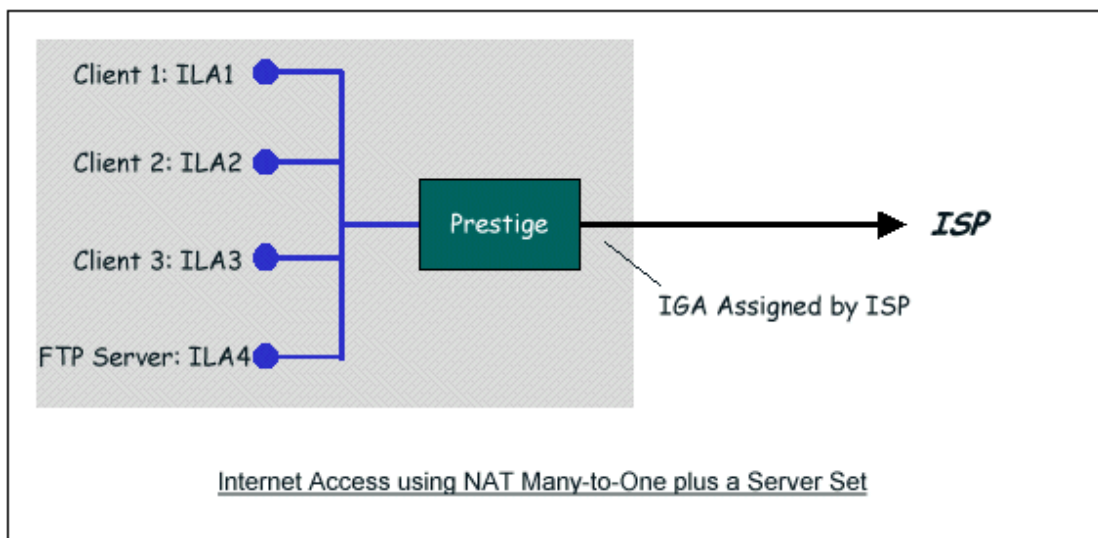 Client 1: ILA1
Client 2: ILA2
Prestige
ISP
Client 3: ILA3
IGA Assigned by ISP
FTP Server: ILA4
Internet Access using NAT Many-to-One plus a Server Set